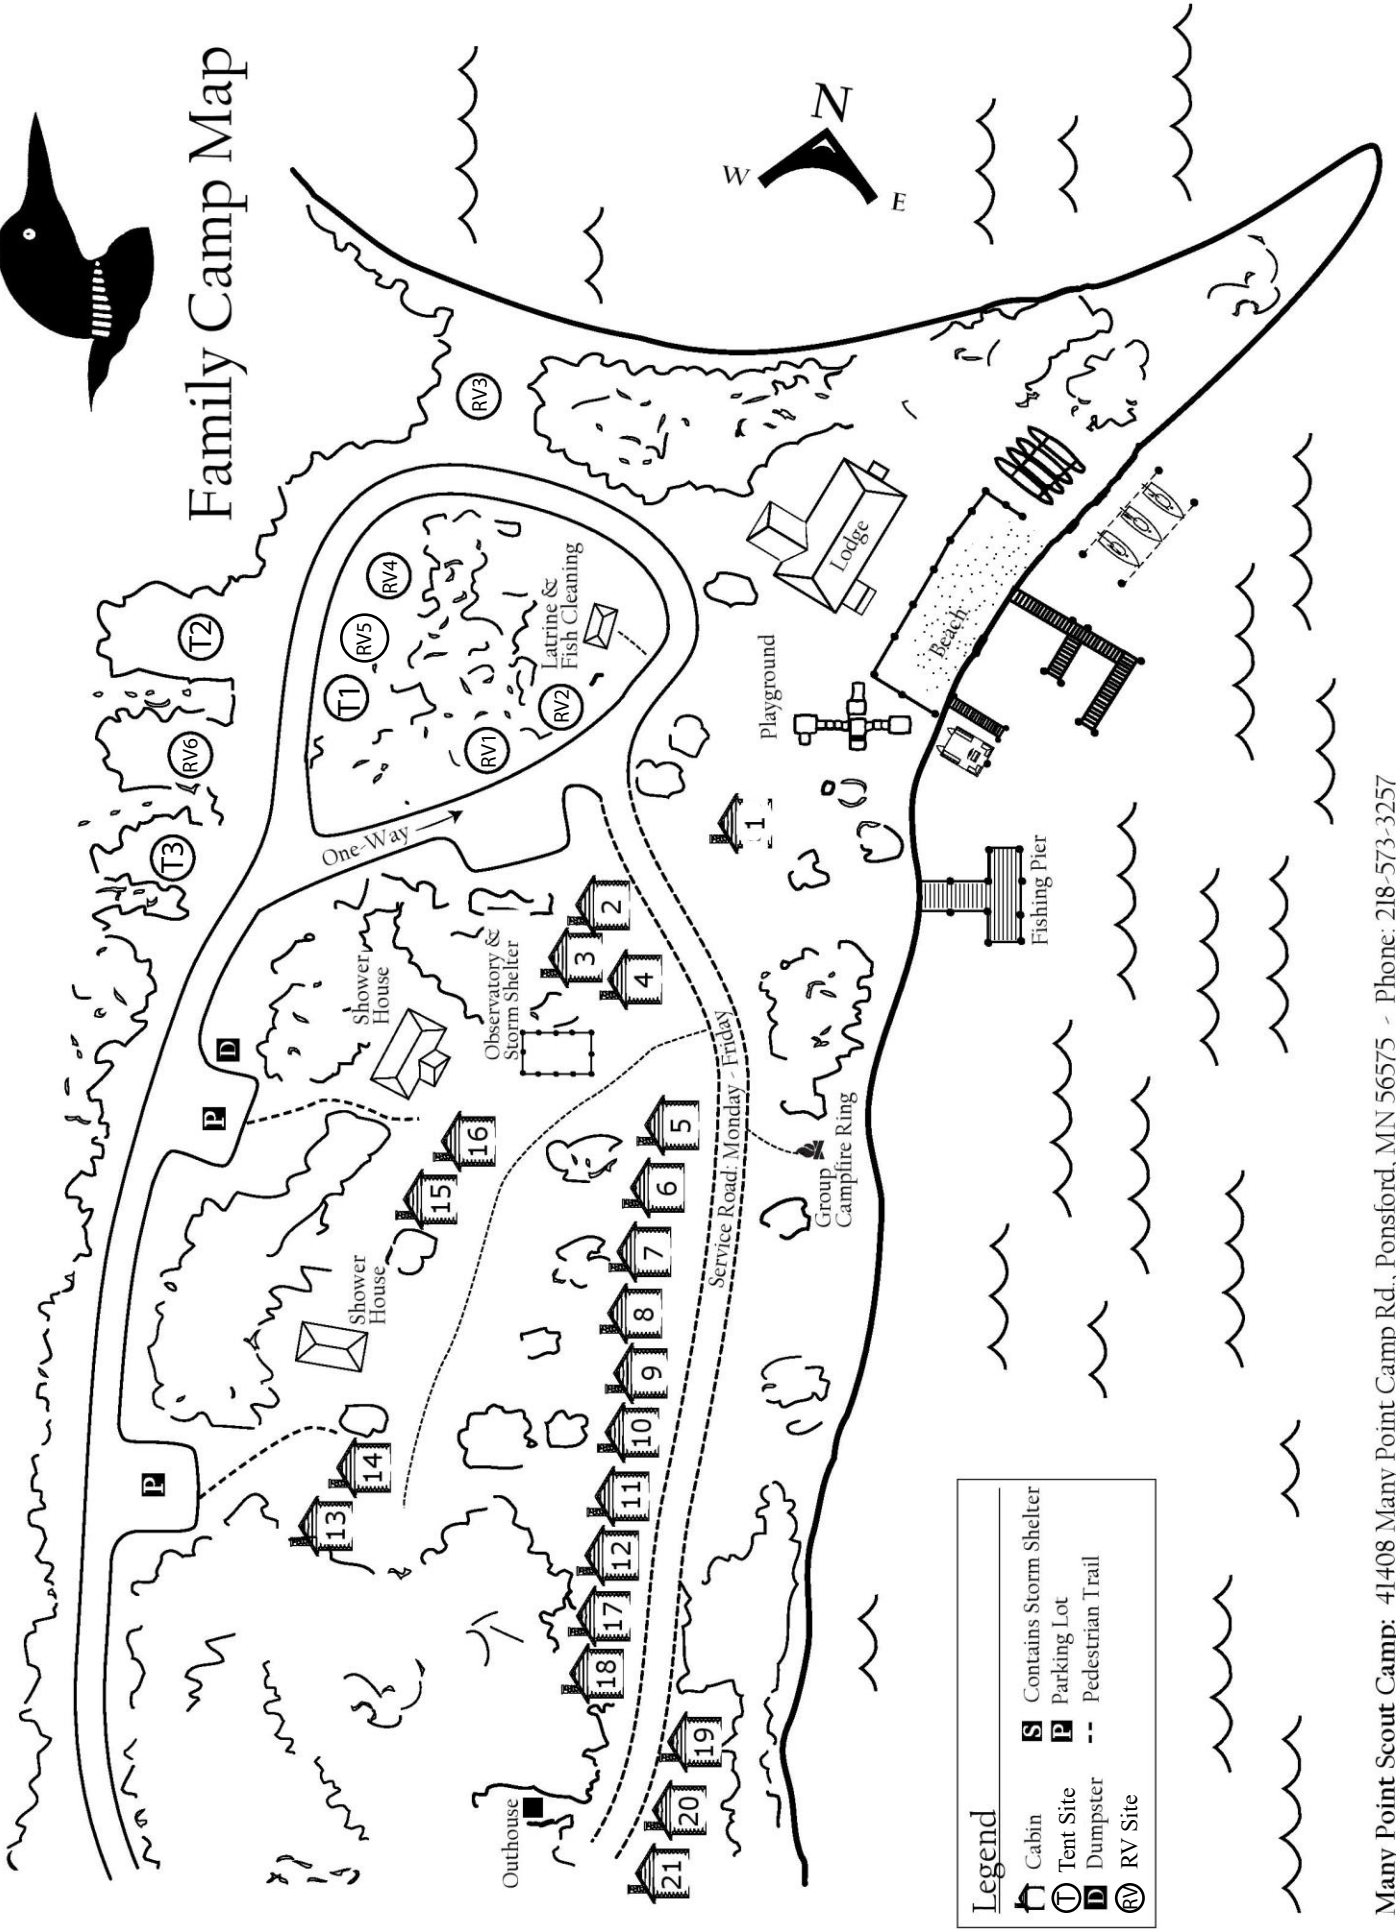 Family Camp Map
N
W
E
T3
RV6
T2
T1
RV5
RV4
RV3
RV1
RV2
One-Way
Latrine &
Fish Cleaning
P
P
D
Shower
House
Shower
House
Observatory &
Storm Shelter
13
14
15
16
3
2
4
1
Playground
Lodge
Beach
Outhouse
21
20
19
18
17
12
11
10
9
8
7
6
5
Service Road: Monday - Friday
Group
Campfire Ring
Fishing Pier
Legend
Cabin
T Tent Site
D Dumpster
RV RV Site
S Contains Storm Shelter
P Parking Lot
-- Pedestrian Trail
Many Point Scout Camp: 41408 Many Point Camp Rd., Ponsford, MN 56575 - Phone: 218-573-3257